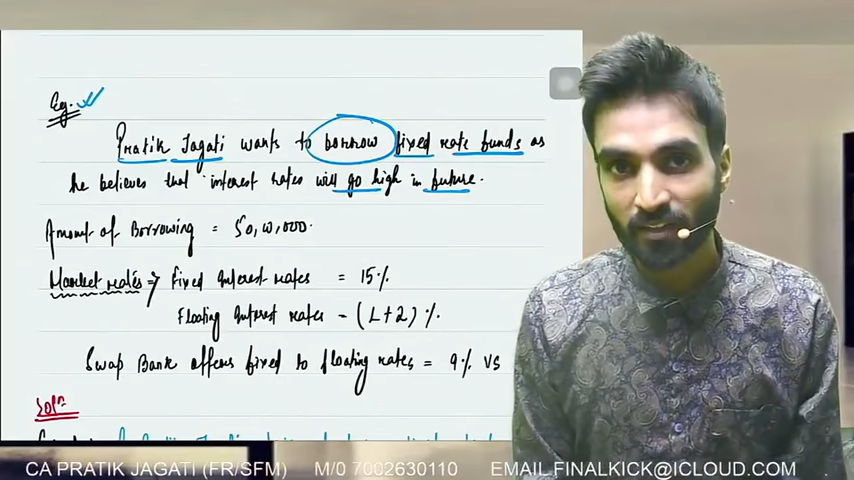 Eg.
Pratik Jagati wants to borrow fixed rate funds as
he believes that interest rates will go high in future.
Amount of Borrowing = 50,00,000.
Market rates => Fixed Interest rates = 15%
Floating Interest rates = (L+2)%.
Swap Bank offers fixed to floating rates = 9% VS
Solⁿ
CA PRATIK JAGATI (FR/SFM) M/0 7002630110 EMAIL.FINALKICK@ICLOUD.COM